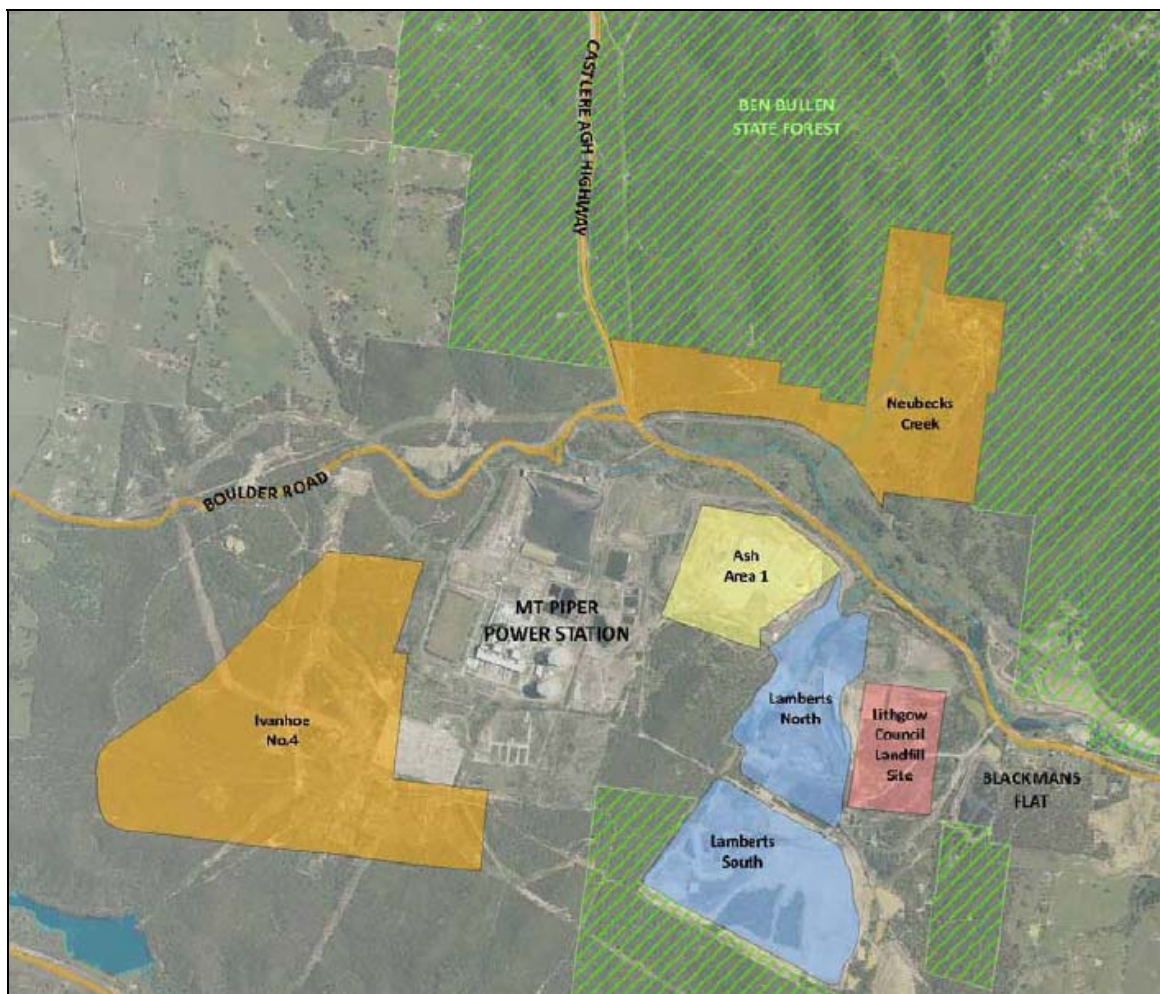 CASTLEREAGH HIGHWAY
BEN BULLEN
STATE FOREST
Neubecks
Creek
BOULDER ROAD
Ash
Area 1
MT PIPER
POWER STATION
Ivanhoe
No.4
Lamberts
North
Lithgow
Council
Landfill
Site
BLACKMANS
FLAT
Lamberts
South